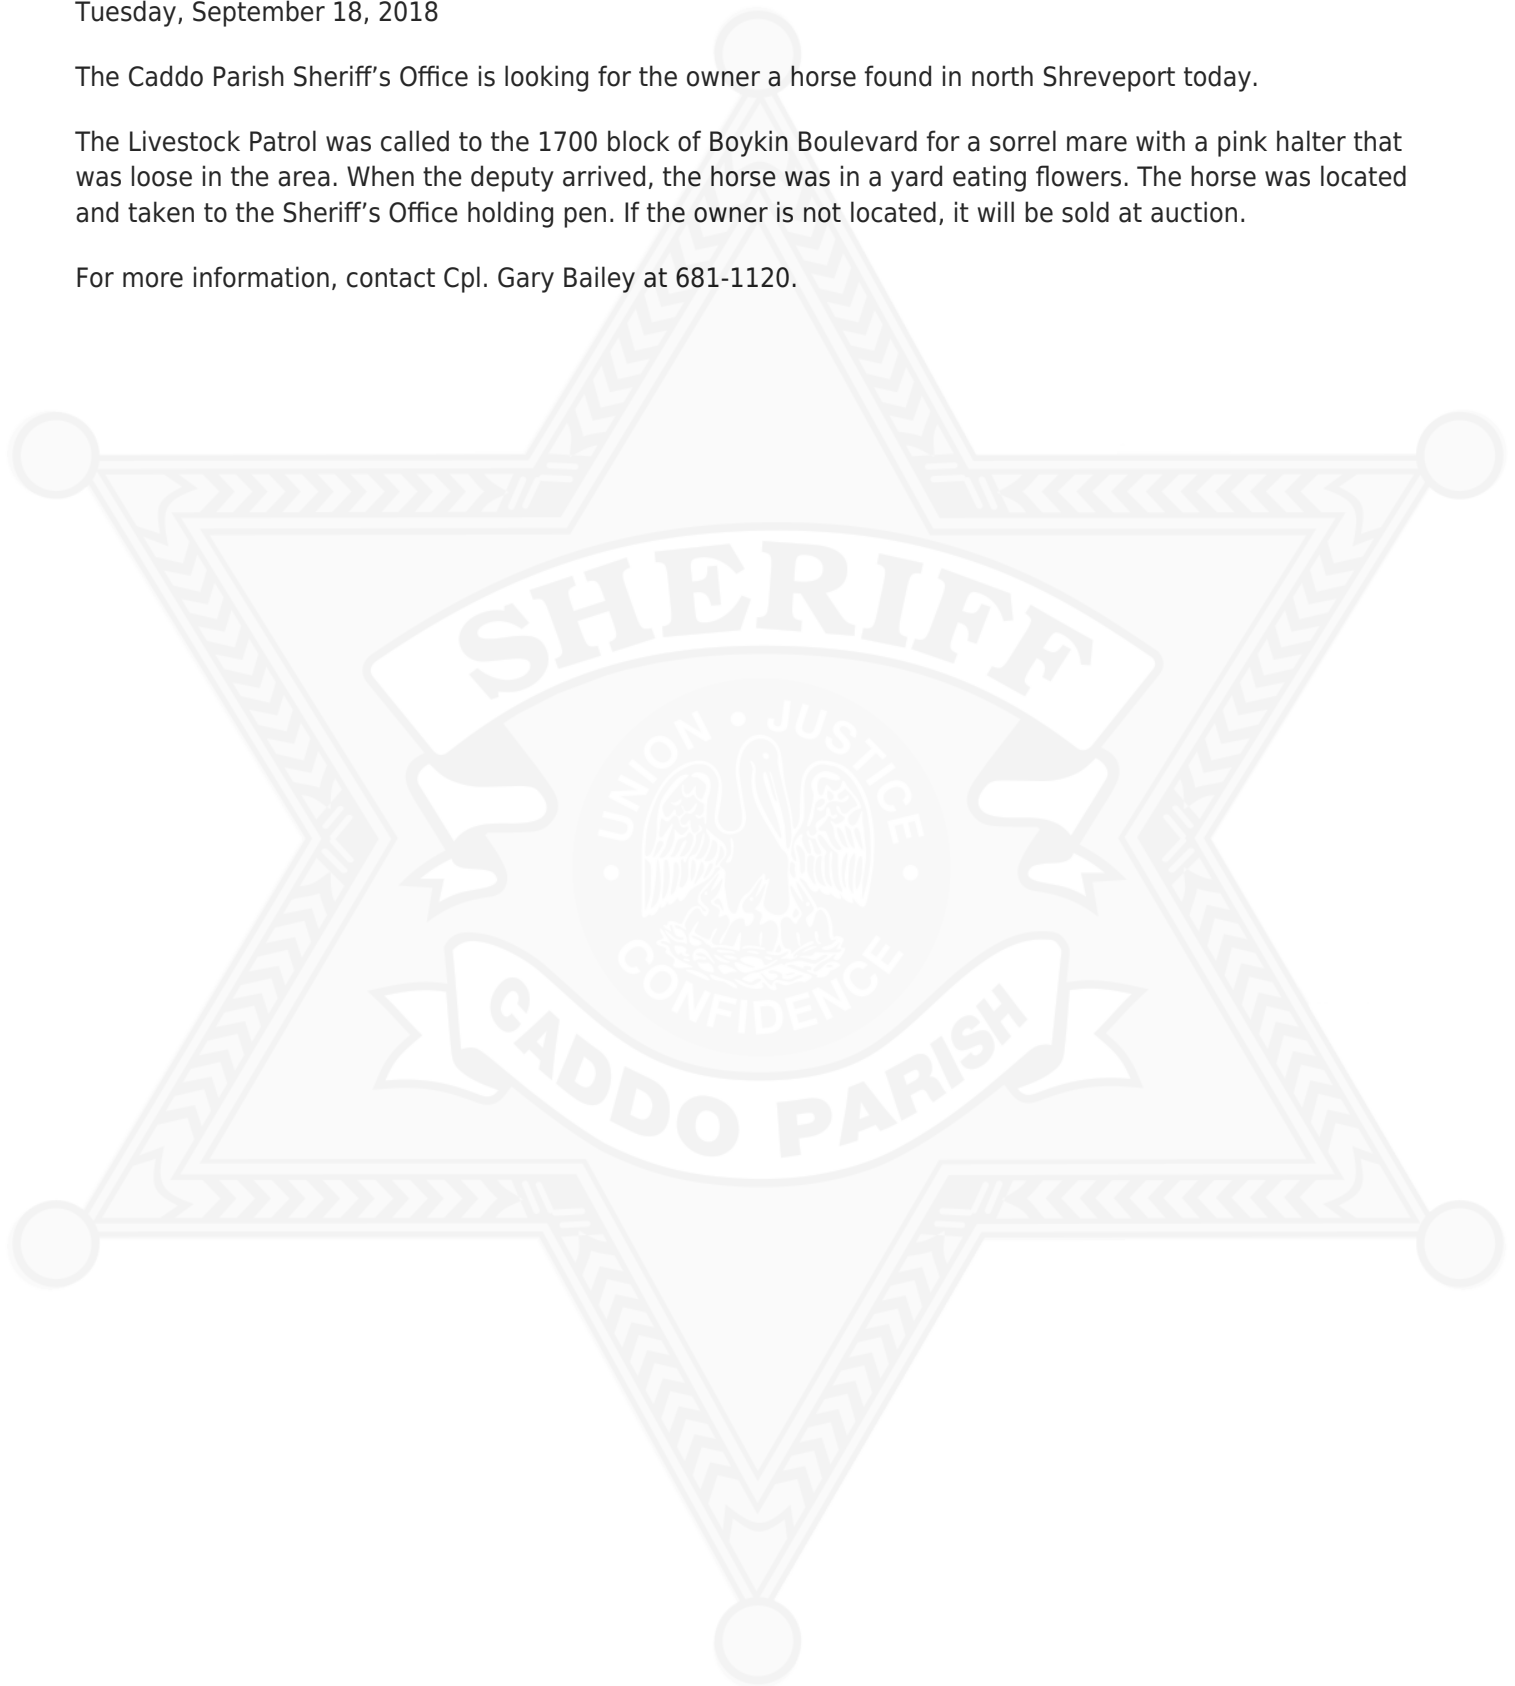 Tuesday, September 18, 2018
The Caddo Parish Sheriff’s Office is looking for the owner a horse found in north Shreveport today.
The Livestock Patrol was called to the 1700 block of Boykin Boulevard for a sorrel mare with a pink halter that
was loose in the area. When the deputy arrived, the horse was in a yard eating flowers. The horse was located
and taken to the Sheriff’s Office holding pen. If the owner is not located, it will be sold at auction.
For more information, contact Cpl. Gary Bailey at 681-1120.
SHERIFF
UNION • JUSTICE
• CONFIDENCE •
CADDO PARISH